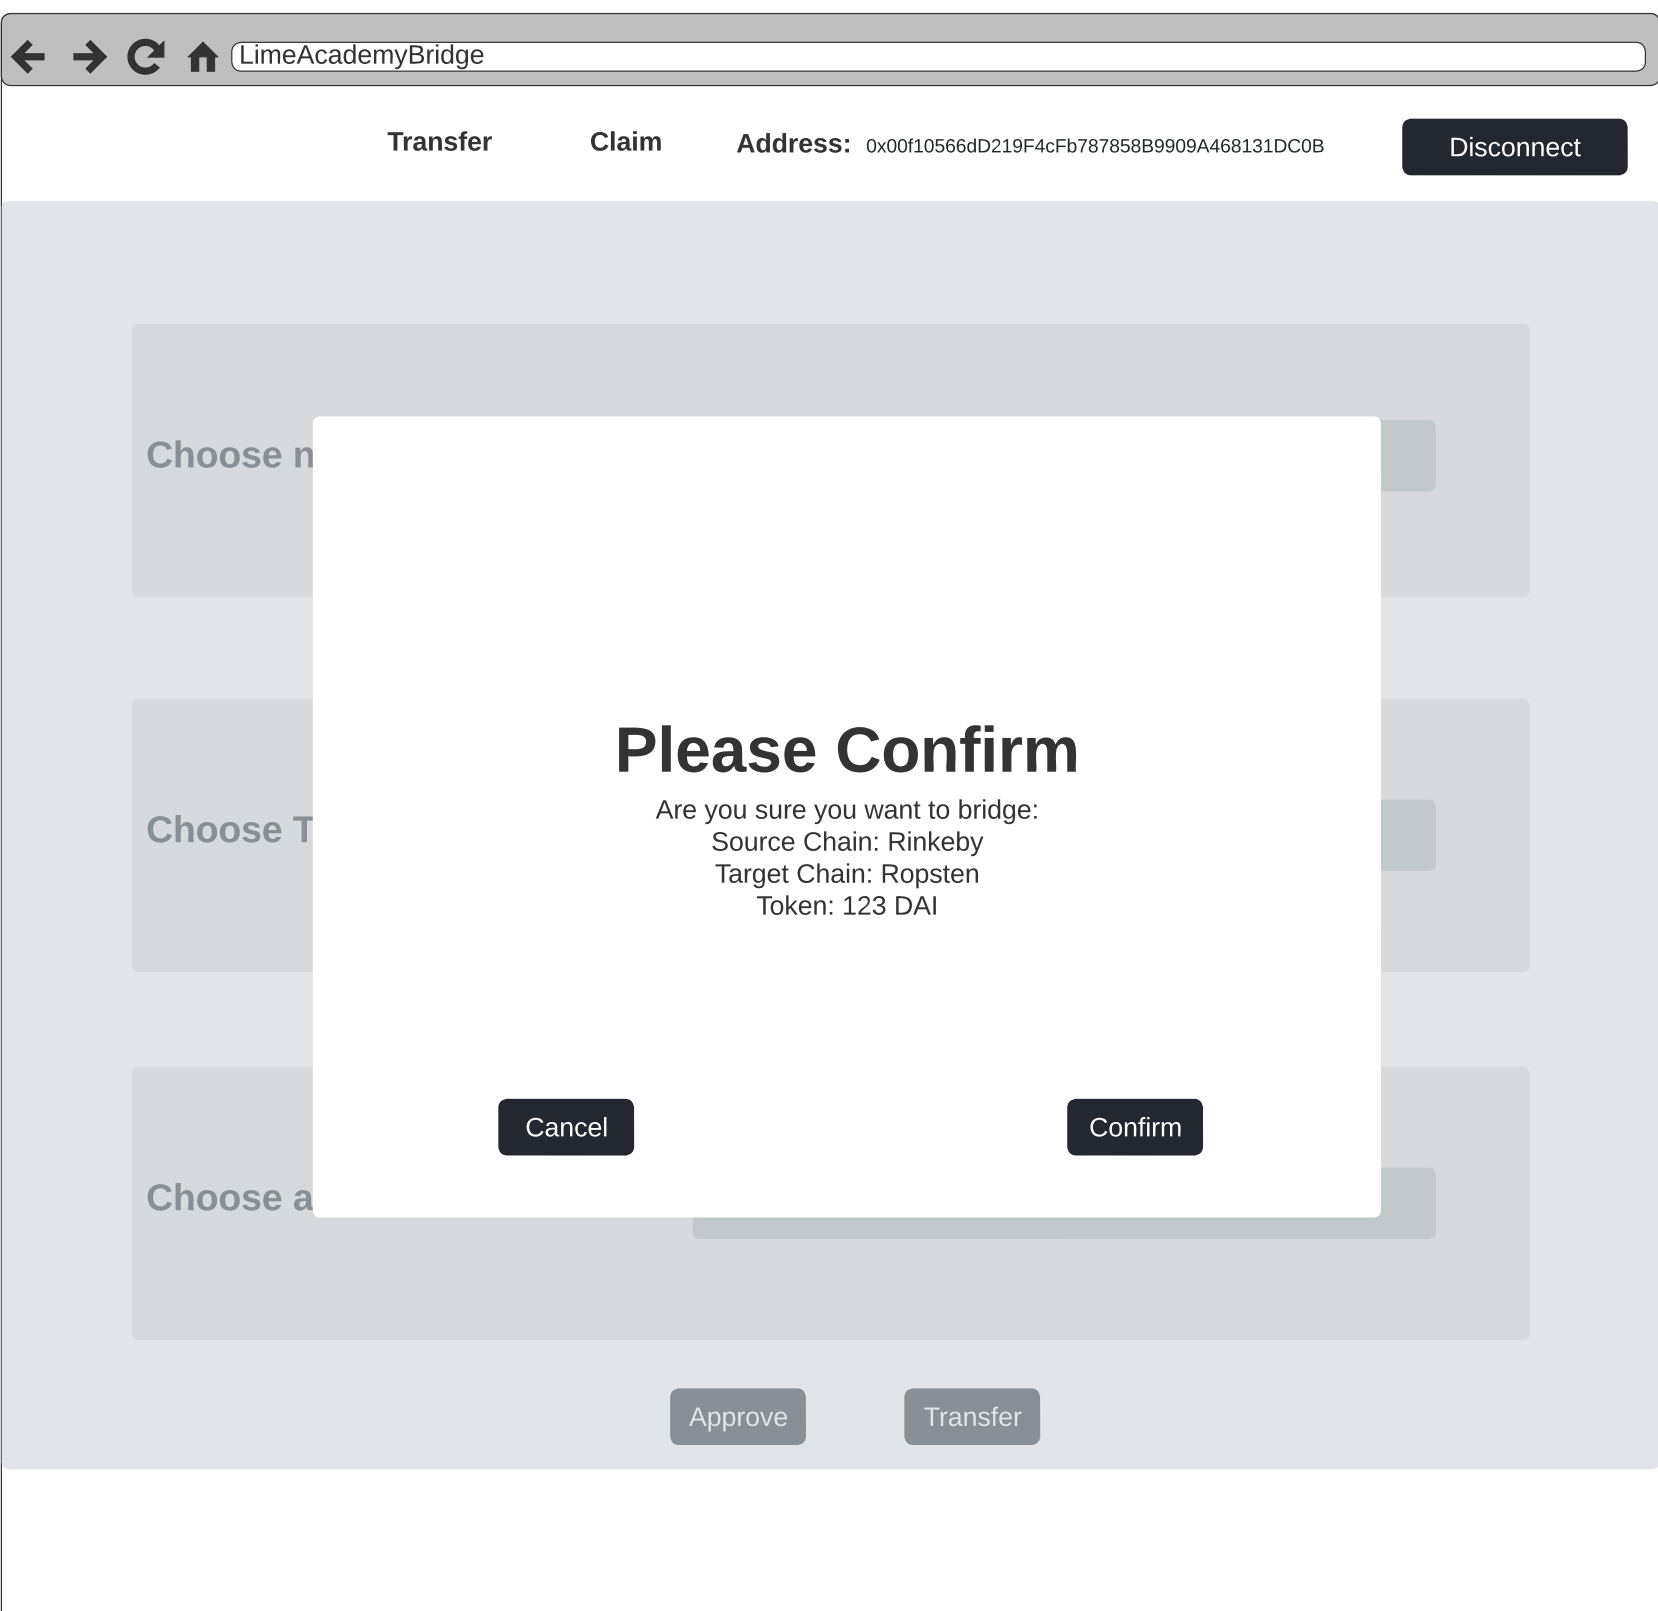 LimeAcademyBridge
Transfer Claim Address: 0x00f10566dD219F4cFb787858B9909A468131DC0B Disconnect
Choose n
Please Confirm
Are you sure you want to bridge:
Source Chain: Rinkeby
Target Chain: Ropsten
Token: 123 DAI
Choose T
Cancel Confirm
Choose a
Approve Transfer